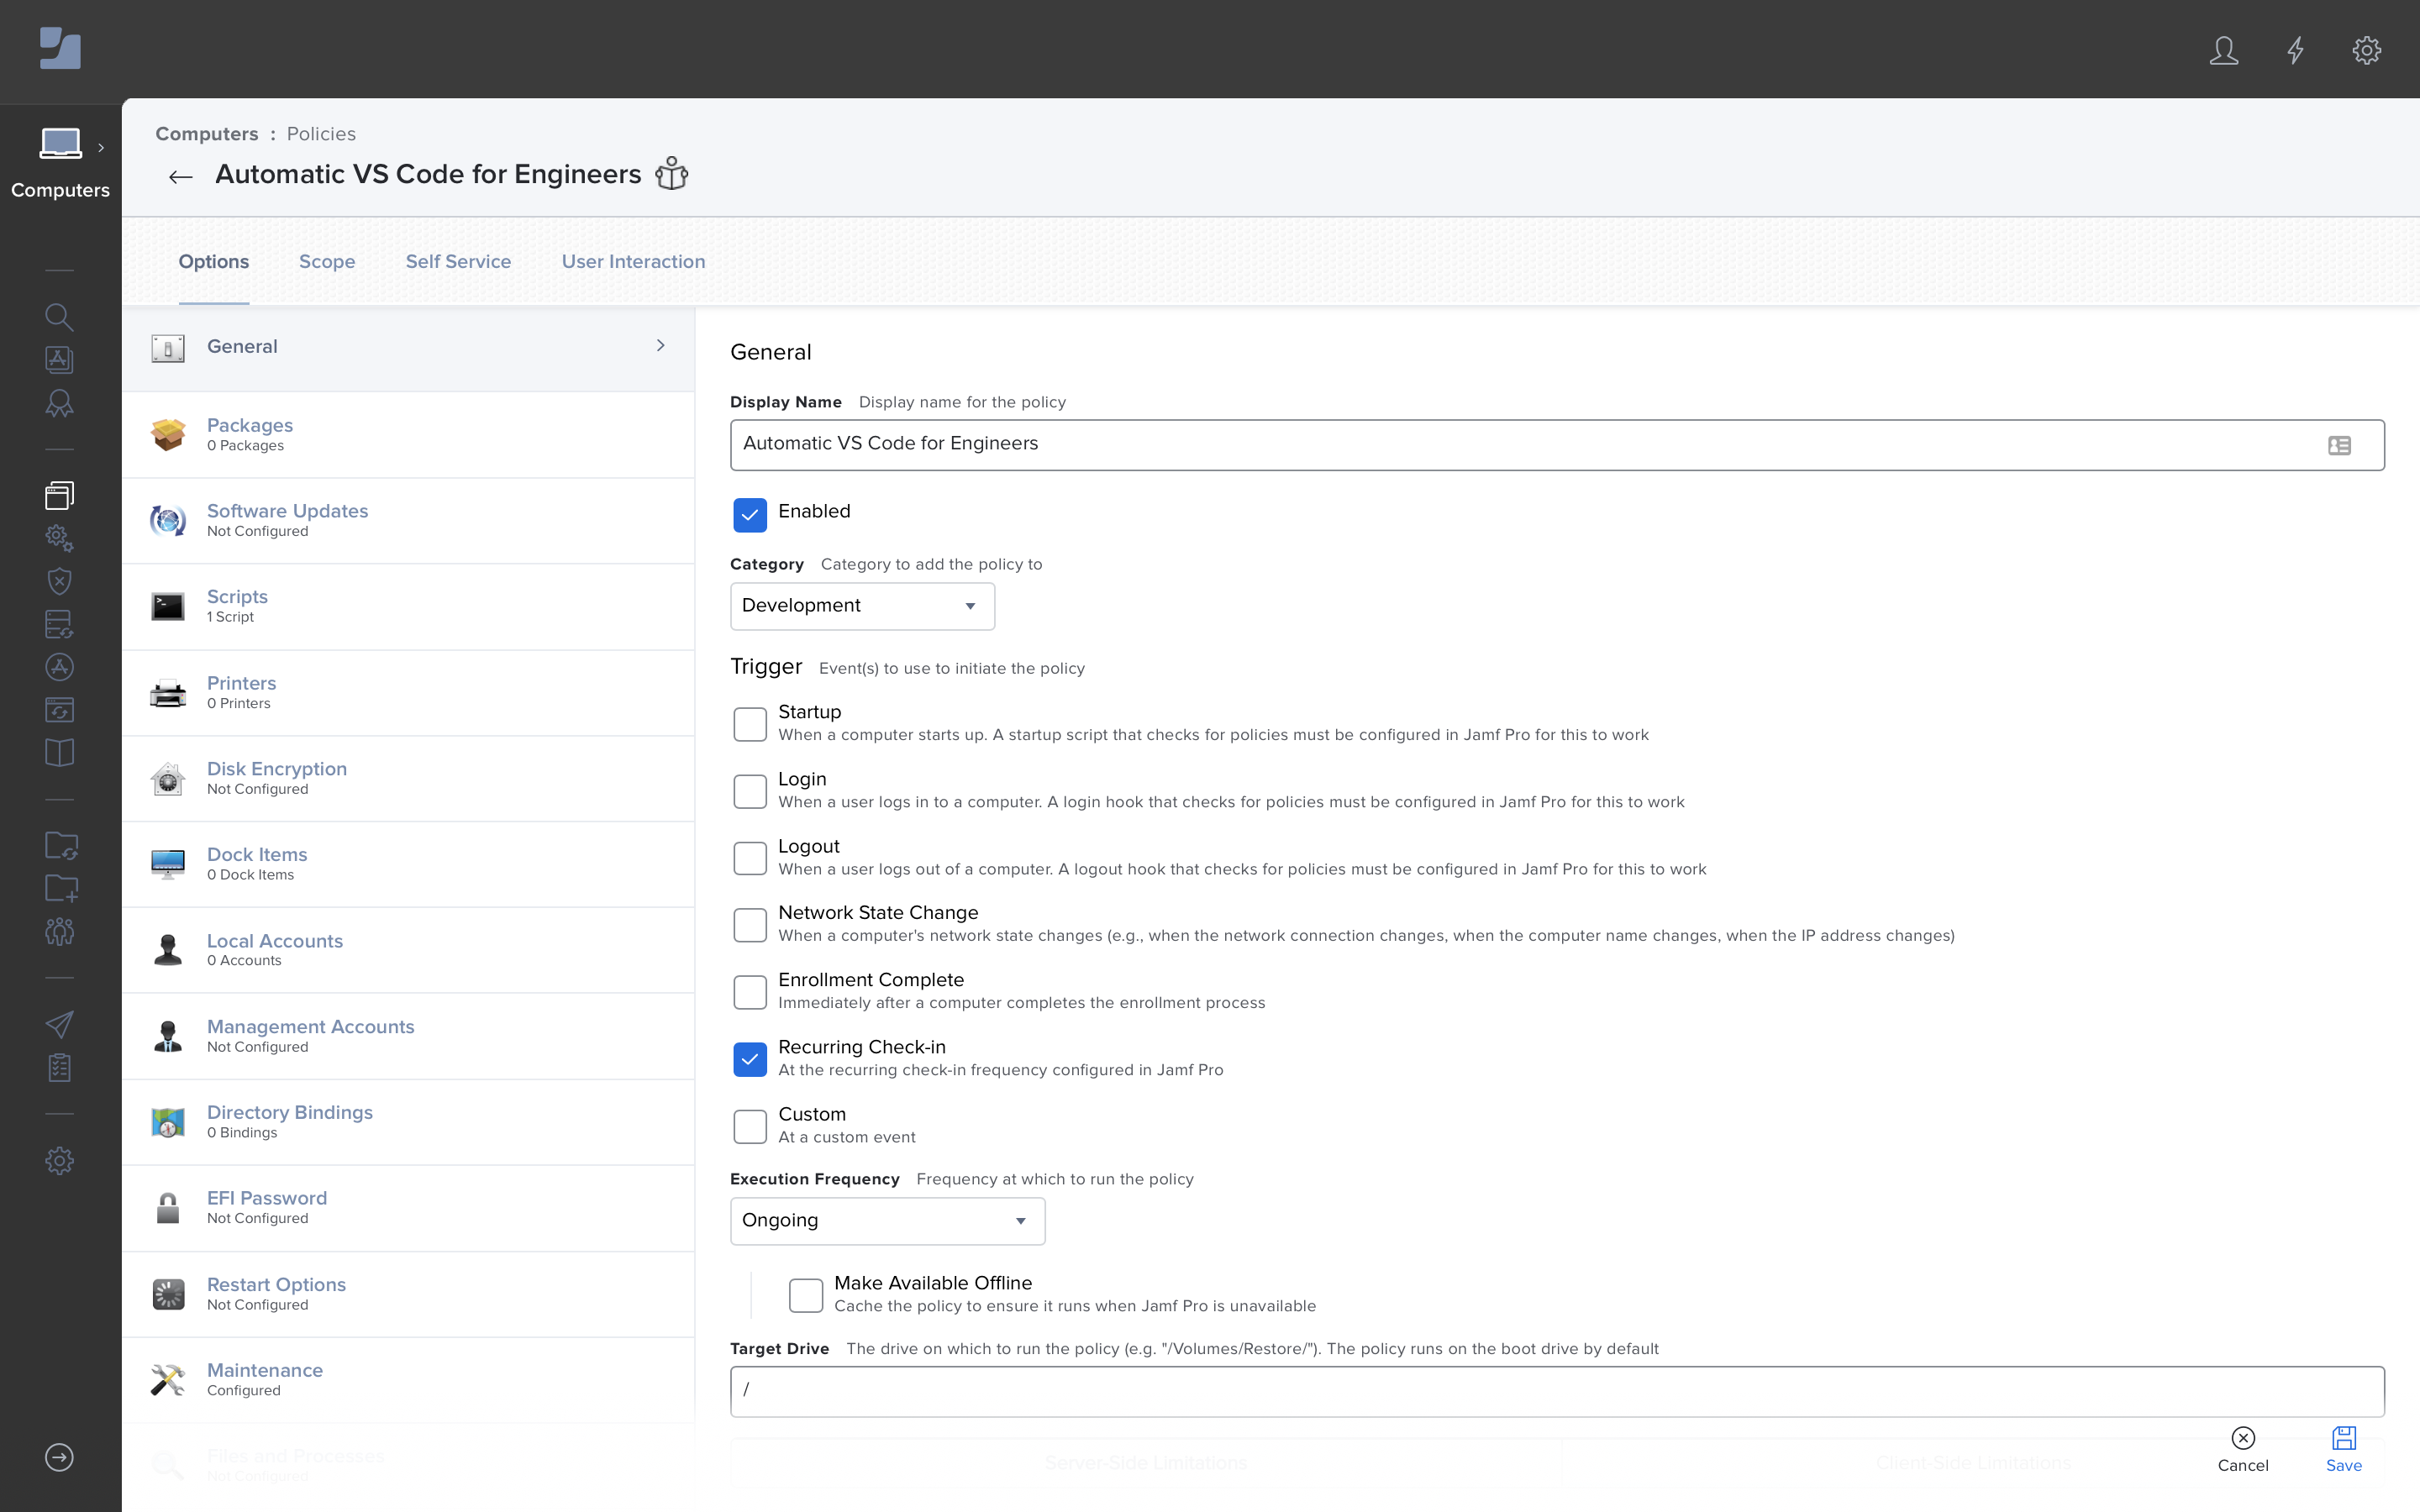 Computers
Computers : Policies
Automatic VS Code for Engineers
Options
Scope
Self Service
User Interaction
General
Packages
0 Packages
Software Updates
Not Configured
Scripts
1 Script
Printers
0 Printers
Disk Encryption
Not Configured
Dock Items
0 Dock Items
Local Accounts
0 Accounts
Management Accounts
Not Configured
Directory Bindings
0 Bindings
EFI Password
Not Configured
Restart Options
Not Configured
Maintenance
Configured
Files and Processes
Not Configured
General
Display Name Display name for the policy
Automatic VS Code for Engineers
Enabled
Category Category to add the policy to
Development
Trigger Event(s) to use to initiate the policy
Startup
When a computer starts up. A startup script that checks for policies must be configured in Jamf Pro for this to work
Login
When a user logs in to a computer. A login hook that checks for policies must be configured in Jamf Pro for this to work
Logout
When a user logs out of a computer. A logout hook that checks for policies must be configured in Jamf Pro for this to work
Network State Change
When a computer's network state changes (e.g., when the network connection changes, when the computer name changes, when the IP address changes)
Enrollment Complete
Immediately after a computer completes the enrollment process
Recurring Check-in
At the recurring check-in frequency configured in Jamf Pro
Custom
At a custom event
Execution Frequency Frequency at which to run the policy
Ongoing
Make Available Offline
Cache the policy to ensure it runs when Jamf Pro is unavailable
Target Drive The drive on which to run the policy (e.g. "/Volumes/Restore/"). The policy runs on the boot drive by default
/
Server-Side Limitations
Client-Side Limitations
Cancel
Save